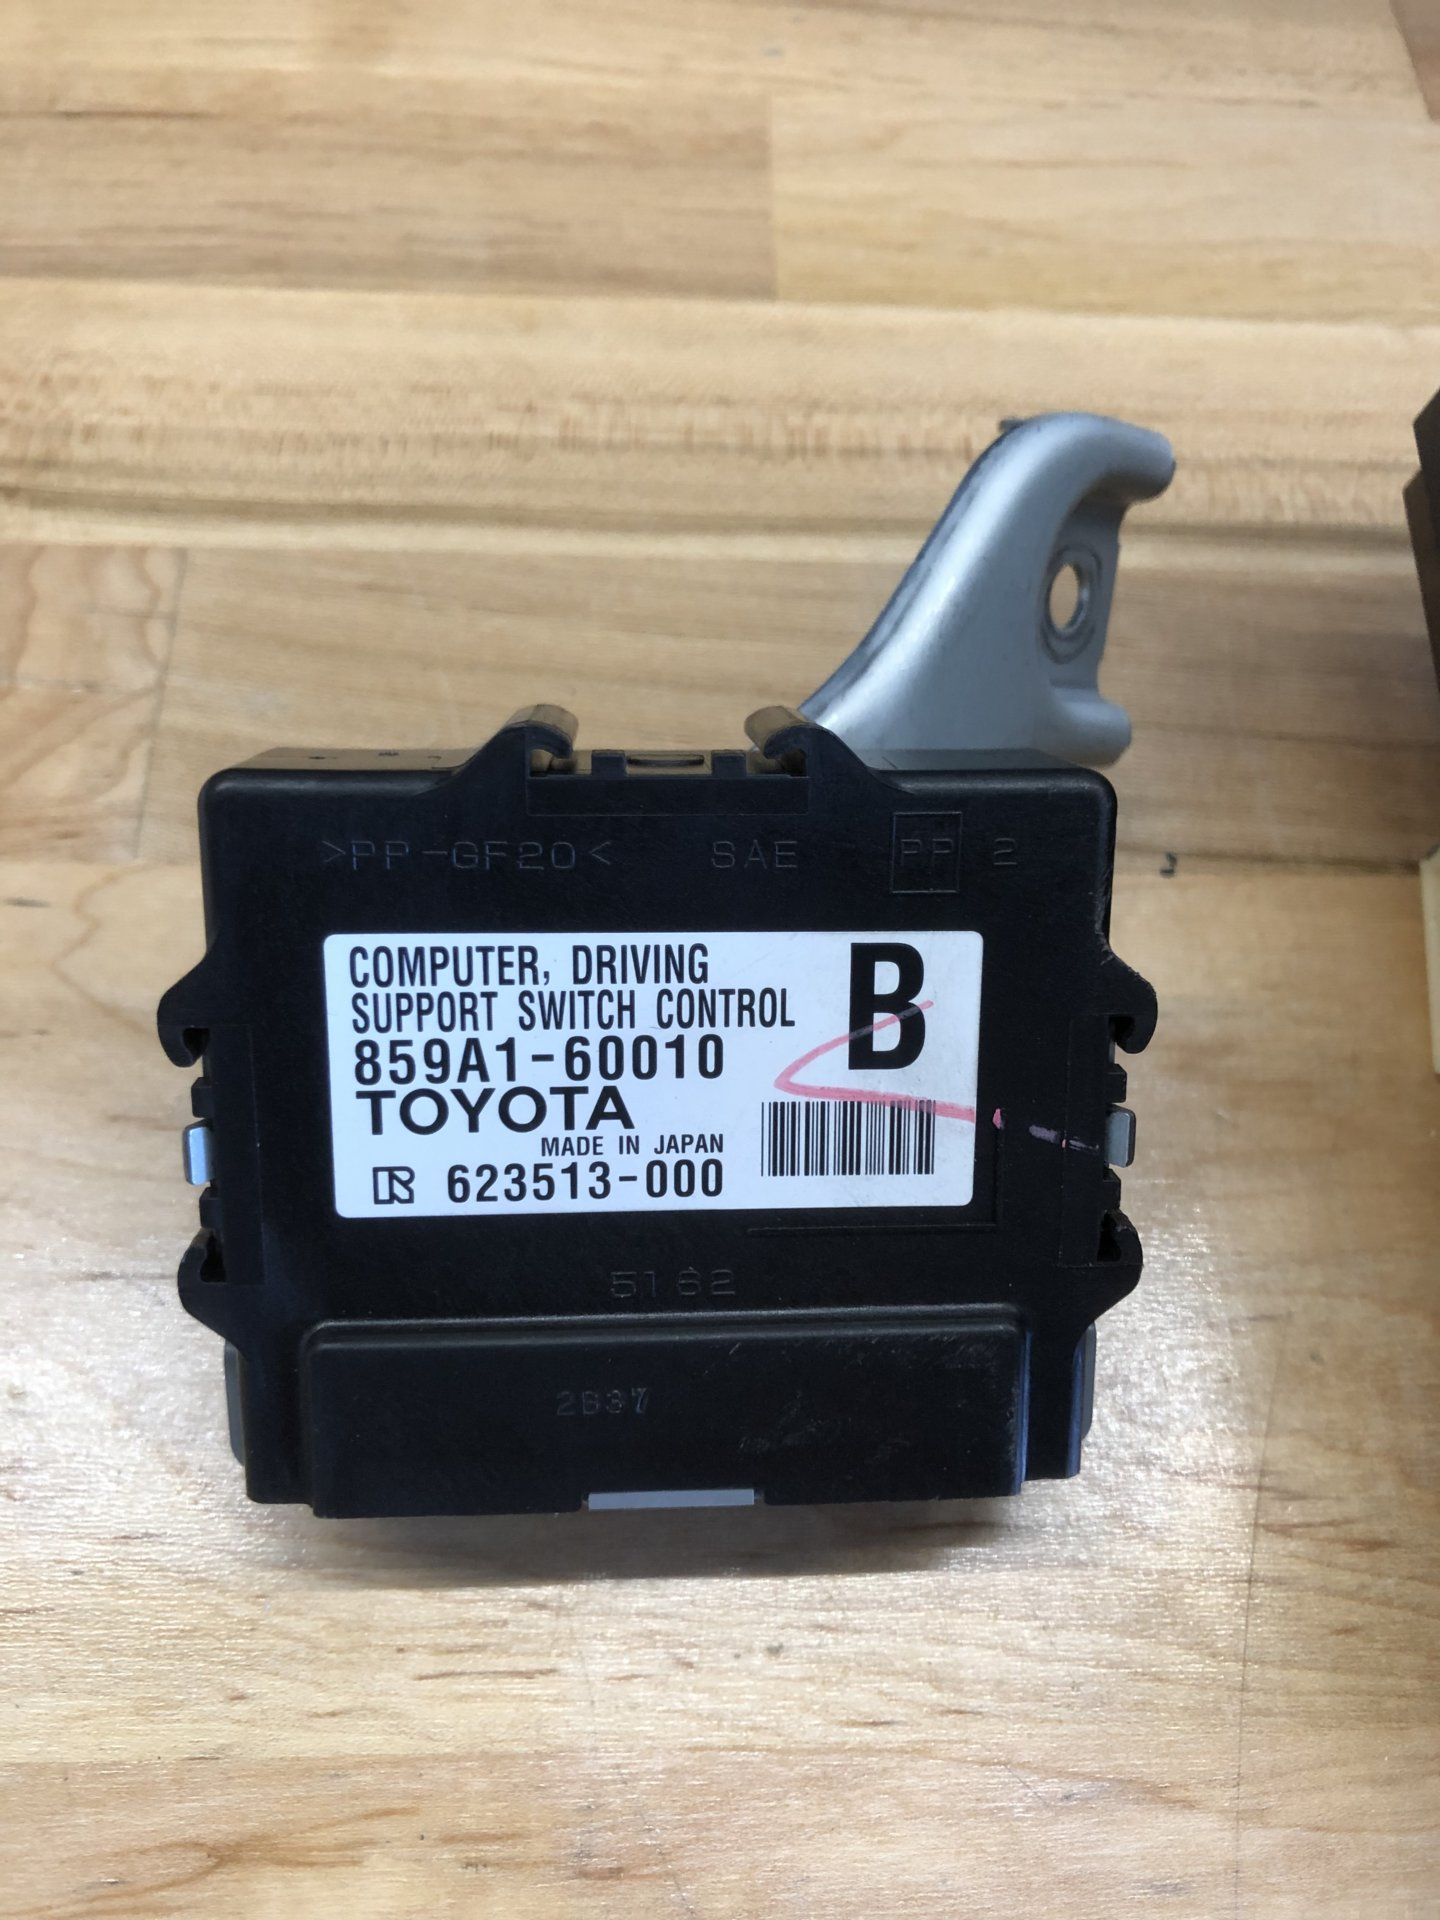 >PP-GF20< SAE PP 2
COMPUTER, DRIVING
SUPPORT SWITCH CONTROL
B
859A1-60010
TOYOTA
MADE IN JAPAN
R 623513-000
5162
2B37